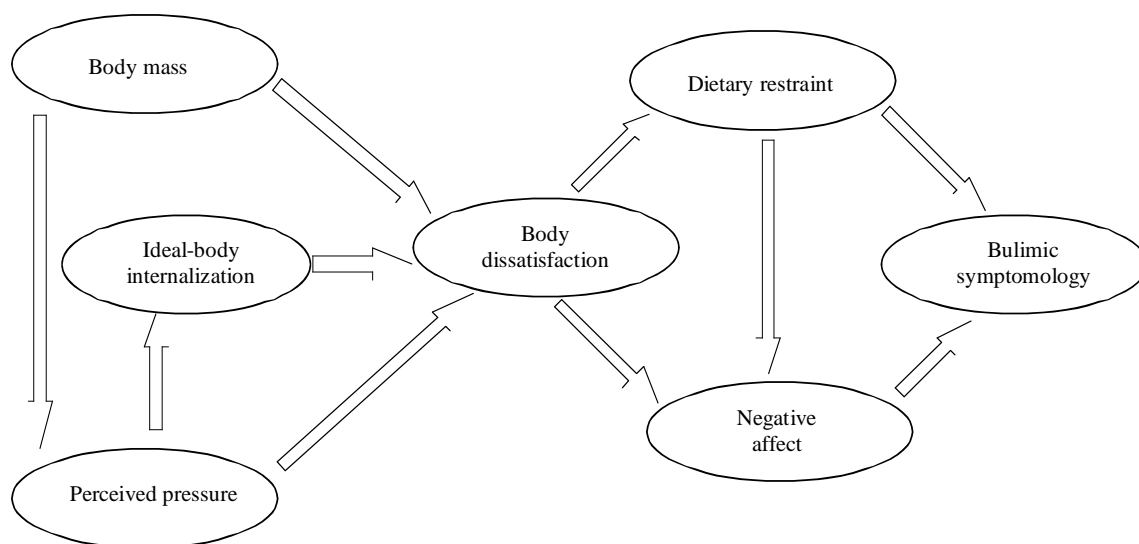 Body mass
Dietary restraint
Ideal-body
internalization
Body
dissatisfaction
Bulimic
symptomology
Perceived pressure
Negative
affect